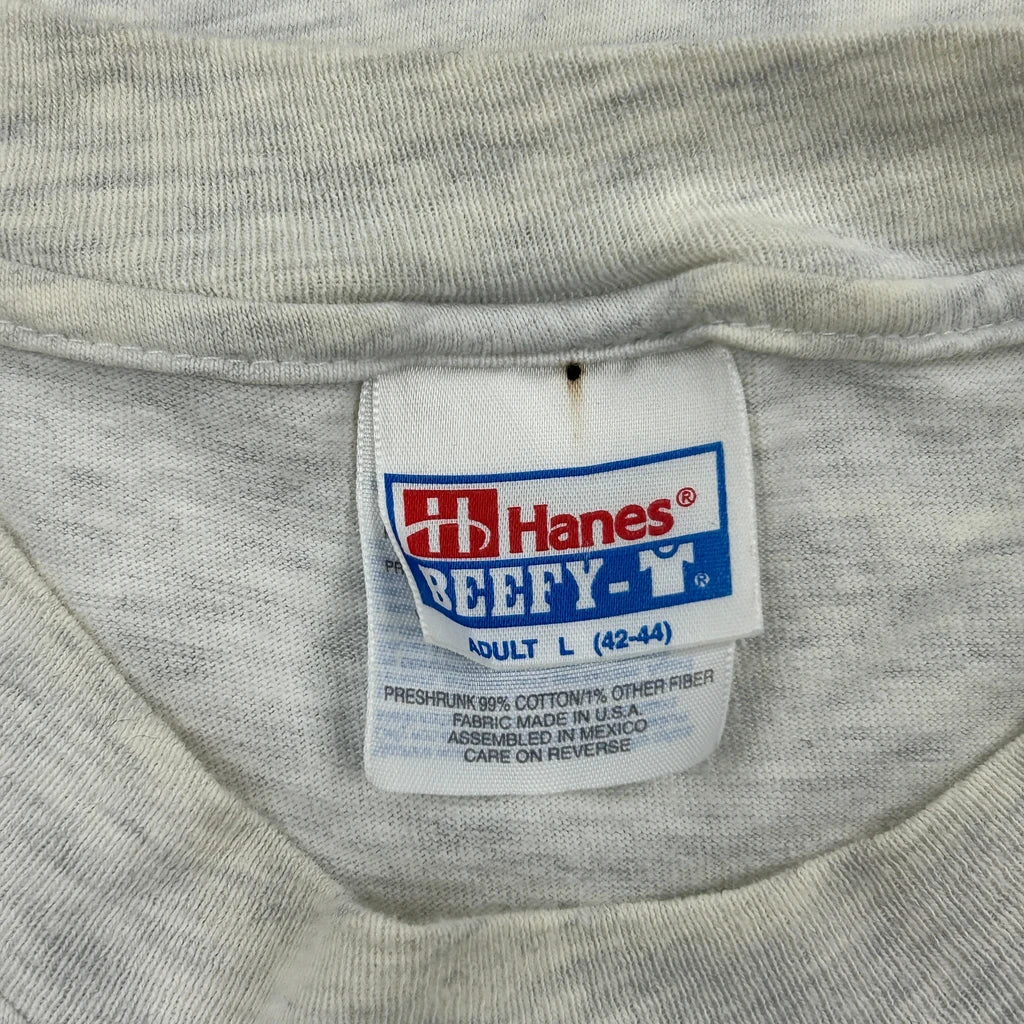 Hanes®
BEEFY-T®
ADULT L (42-44)
PRESHRUNK 99% COTTON/1% OTHER FIBER
FABRIC MADE IN U.S.A.
ASSEMBLED IN MEXICO
CARE ON REVERSE